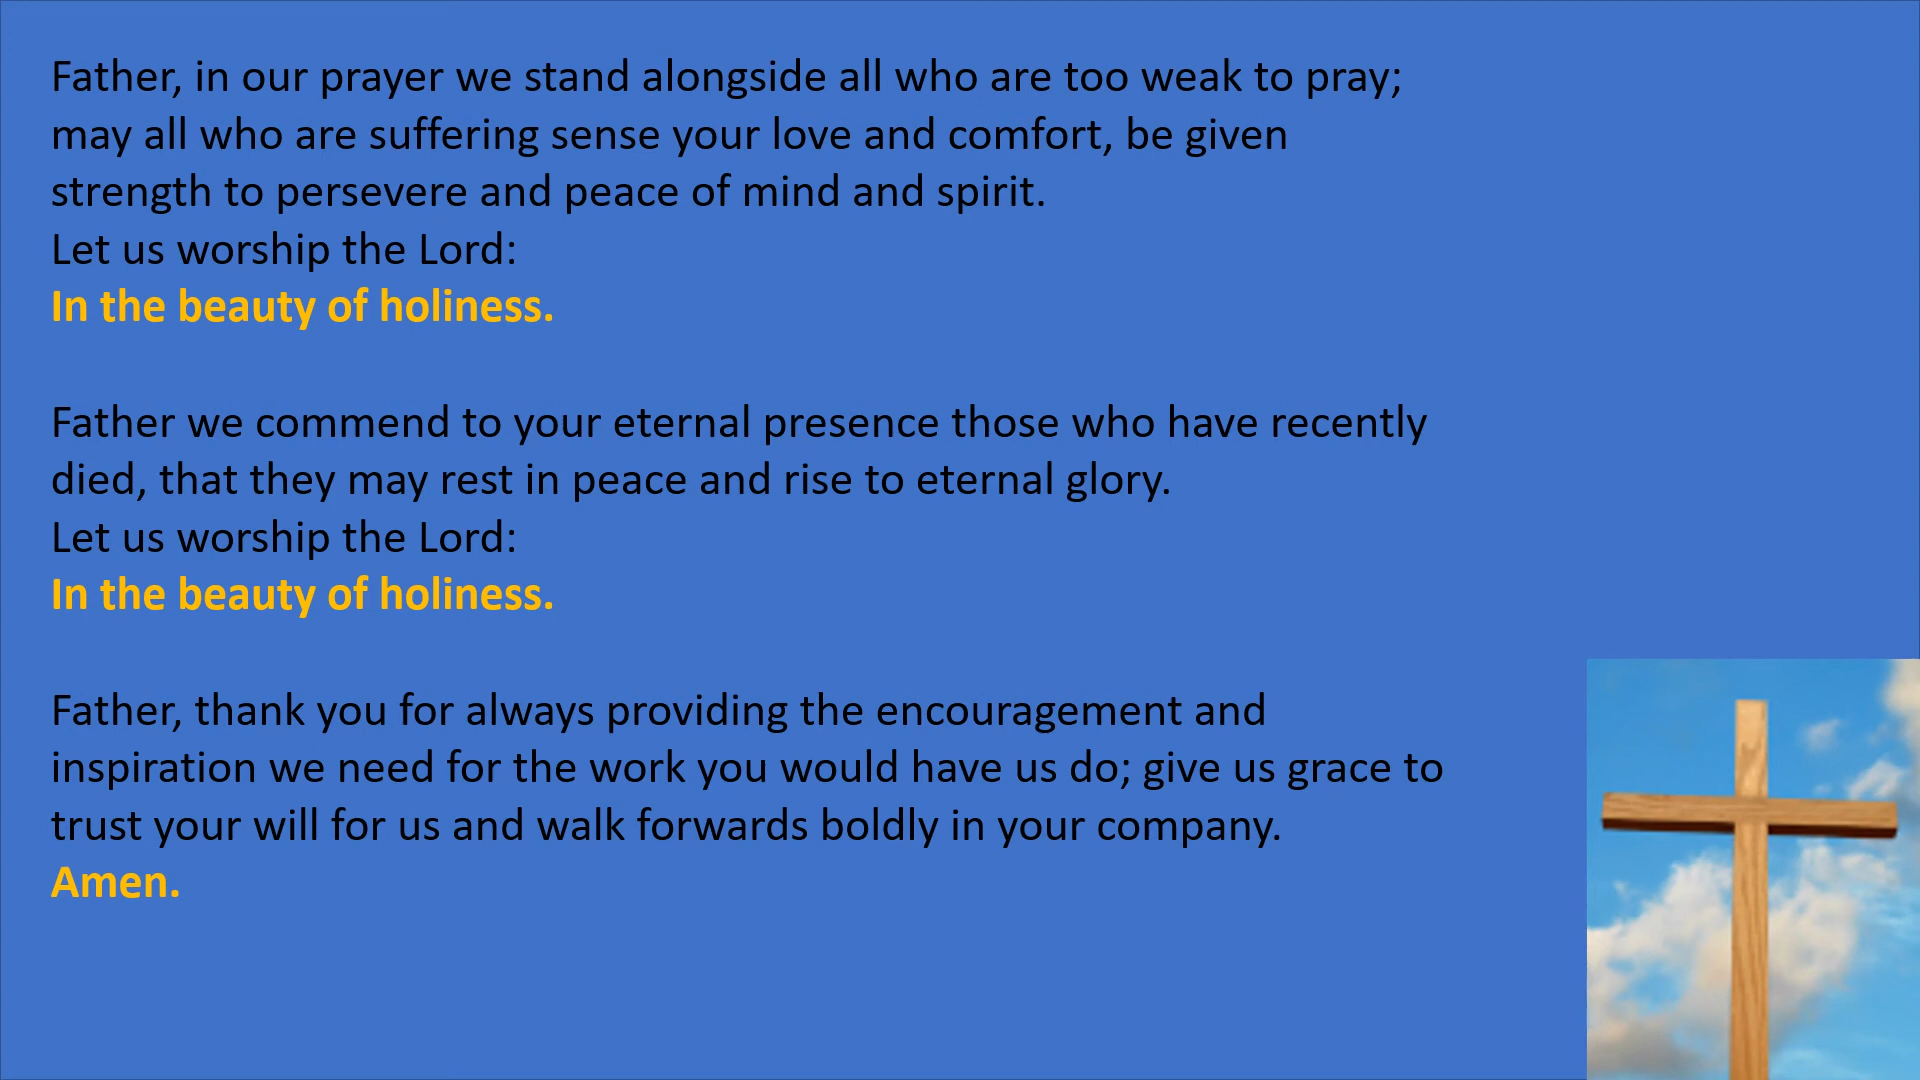 Father, in our prayer we stand alongside all who are too weak to pray;
may all who are suffering sense your love and comfort, be given
strength to persevere and peace of mind and spirit.
Let us worship the Lord:
In the beauty of holiness.
Father we commend to your eternal presence those who have recently
died, that they may rest in peace and rise to eternal glory.
Let us worship the Lord:
In the beauty of holiness.
Father, thank you for always providing the encouragement and
inspiration we need for the work you would have us do; give us grace to
trust your will for us and walk forwards boldly in your company.
Amen.